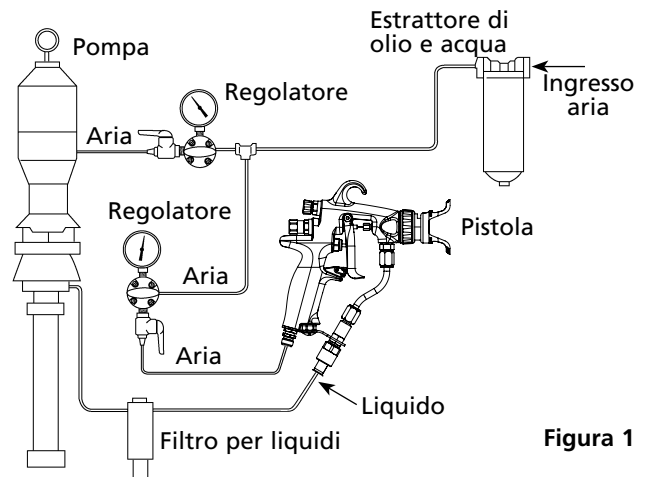 Estrattore di
olio e acqua
Pompa
Ingresso
aria
Regolatore
Aria
Regolatore
Pistola
Aria
Aria
Liquido
Filtro per liquidi
Figura 1